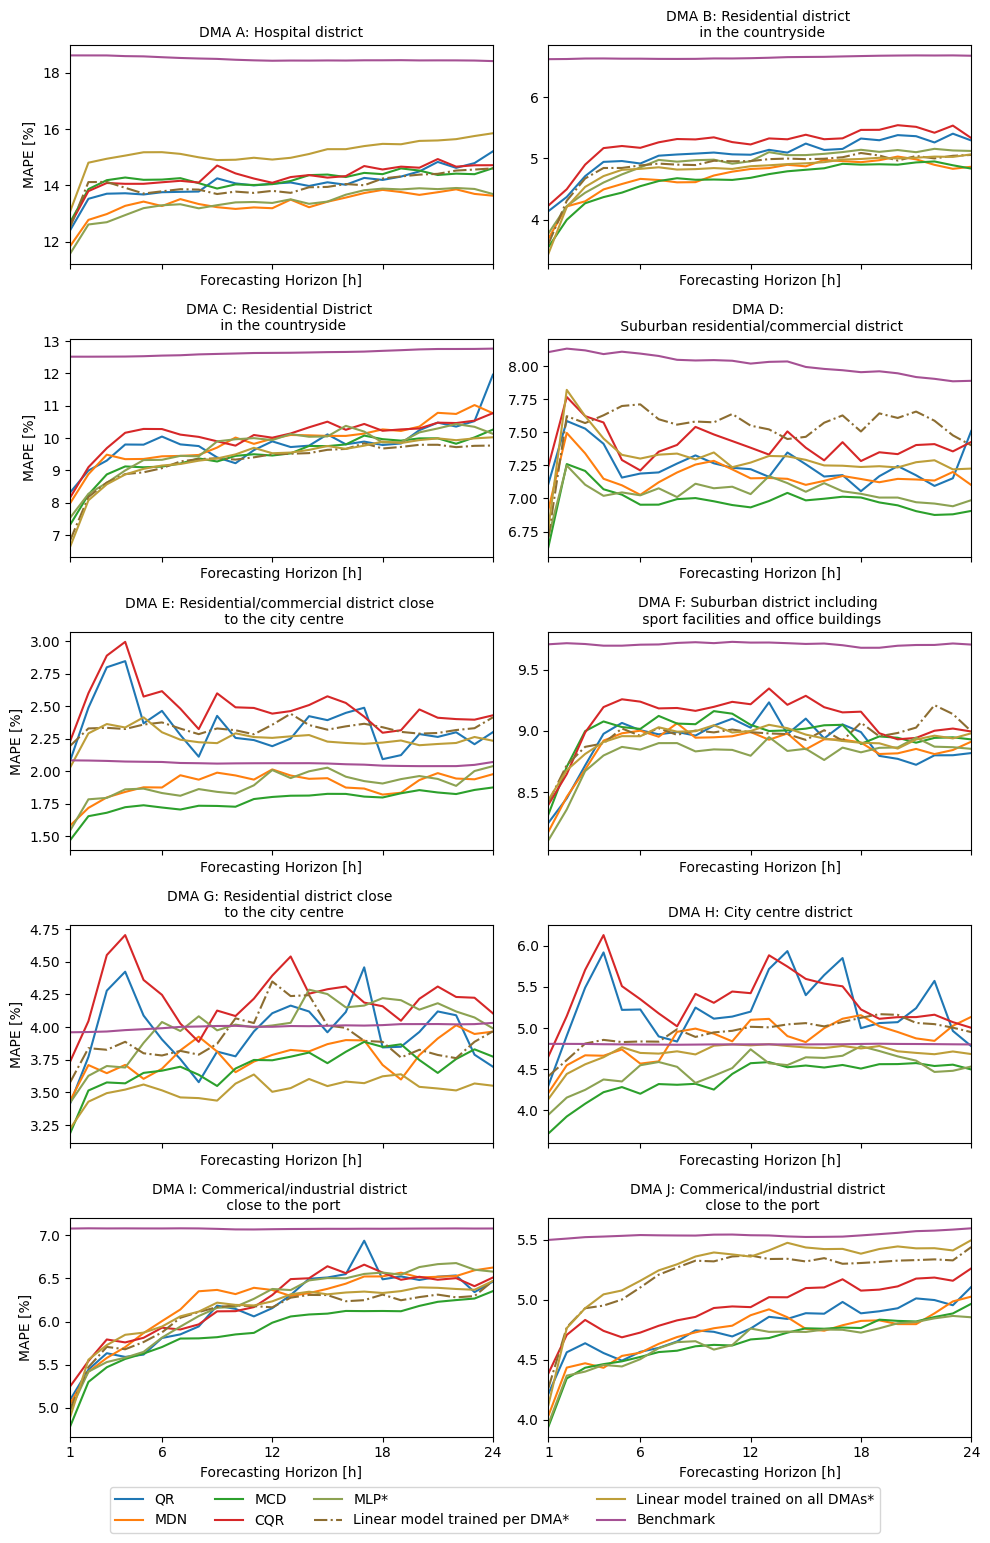 DMA A: Hospital district
MAPE [%]
18
16
14
12
Forecasting Horizon [h]
DMA B: Residential district
in the countryside
6
5
4
Forecasting Horizon [h]
DMA C: Residential District
in the countryside
MAPE [%]
13
12
11
10
9
8
7
Forecasting Horizon [h]
DMA D:
Suburban residential/commercial district
8.00
7.75
7.50
7.25
7.00
6.75
Forecasting Horizon [h]
DMA E: Residential/commercial district close
to the city centre
MAPE [%]
3.00
2.75
2.50
2.25
2.00
1.75
1.50
Forecasting Horizon [h]
DMA F: Suburban district including
sport facilities and office buildings
9.5
9.0
8.5
Forecasting Horizon [h]
DMA G: Residential district close
to the city centre
MAPE [%]
4.75
4.50
4.25
4.00
3.75
3.50
3.25
Forecasting Horizon [h]
DMA H: City centre district
6.0
5.5
5.0
4.5
4.0
Forecasting Horizon [h]
DMA I: Commerical/industrial district
close to the port
MAPE [%]
7.0
6.5
6.0
5.5
5.0
1 6 12 18 24
Forecasting Horizon [h]
DMA J: Commerical/industrial district
close to the port
5.5
5.0
4.5
4.0
1 6 12 18 24
Forecasting Horizon [h]
QR MCD MLP* Linear model trained on all DMAs*
MDN CQR Linear model trained per DMA* Benchmark